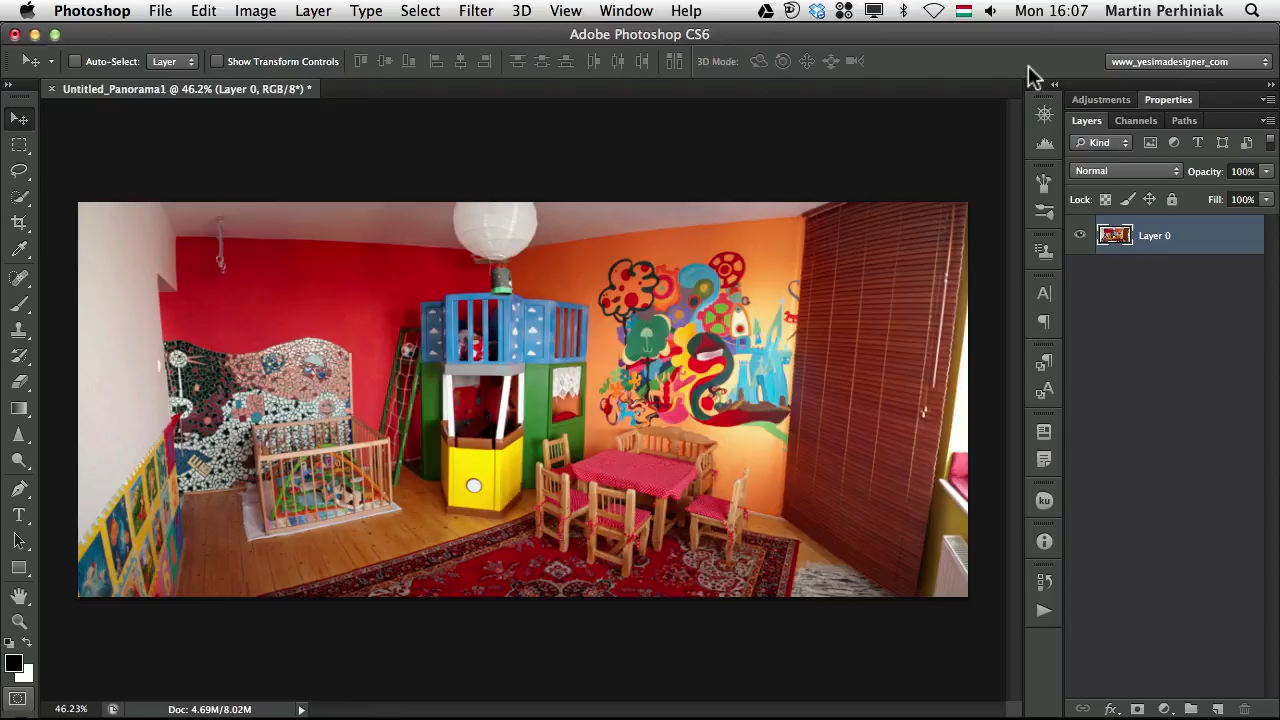 Photoshop File Edit Image Layer Type Select Filter 3D View Window Help Mon 16:07 Martin Perhiniak
Adobe Photoshop CS6
Auto-Select: Layer Show Transform Controls 3D Mode: www_yesimadesigner_com
Untitled_Panorama1 @ 46.2% (Layer 0, RGB/8*) *
Adjustments Properties
Layers Channels Paths
Kind T
Normal Opacity: 100%
Lock: Fill: 100%
Layer 0
A
T
ku
fx
46.23% Doc: 4.69M/8.02M